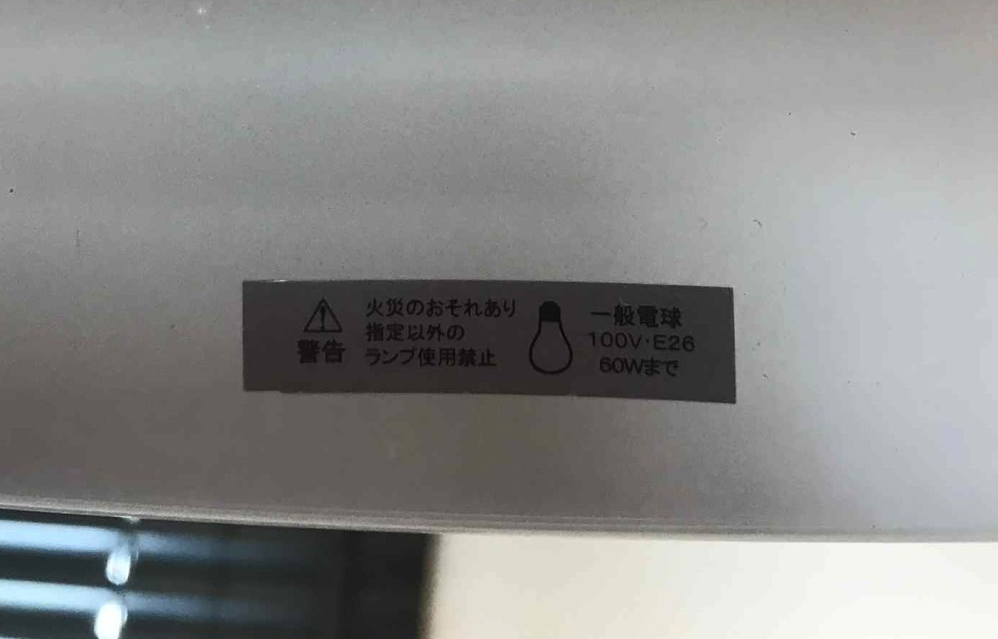 警告
火災のおそれあり
指定以外の
ランプ使用禁止
一般電球
100V・E26
60Wまで